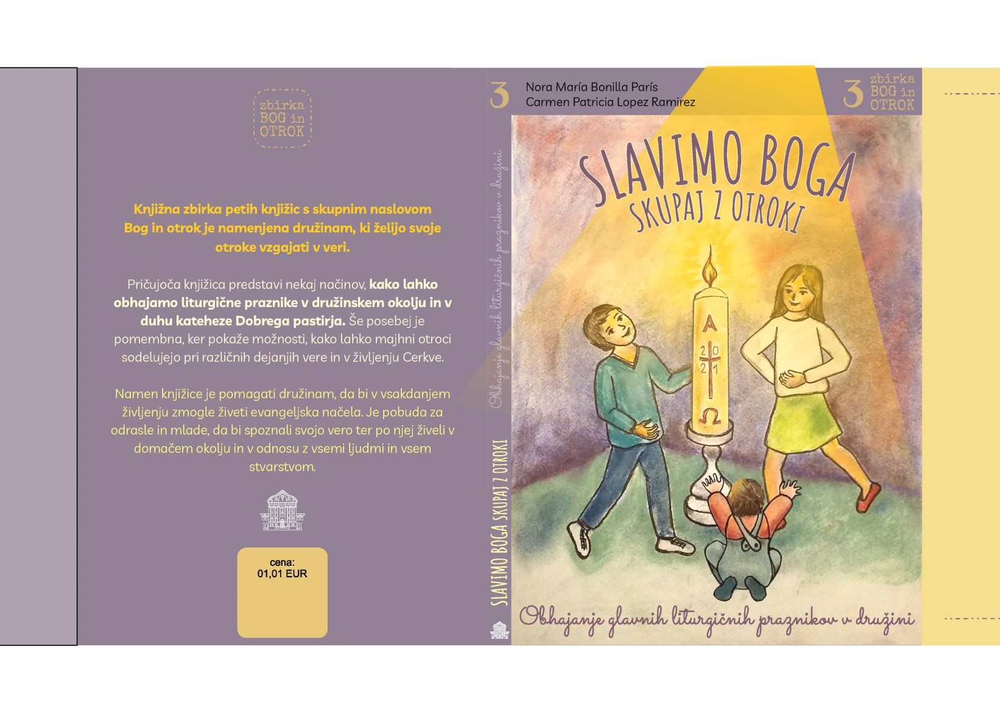 zbirka
BOG in
OTROK
Knjižna zbirka petih knjižic s skupnim naslovom
Bog in otrok je namenjena družinam, ki želijo svoje
otroke vzgajati v veri.
Pričujoča knjižica predstavi nekaj načinov, kako lahko
obhajamo liturgične praznike v družinskem okolju in v
duhu kateheze Dobrega pastirja. Še posebej je
pomembna, ker pokaže možnosti, kako lahko majhni otroci
sodelujejo pri različnih dejanjih vere in v življenju Cerkve.
Namen knjižice je pomagati družinam, da bi v vsakdanjem
življenju zmogle živeti evangeljska načela. Je pobuda za
odrasle in mlade, da bi spoznali svojo vero ter po njej živeli v
domačem okolju in v odnosu z vsemi ljudmi in vsem
stvarstvom.
cena:
01,01 EUR
3
Obhajanje glavnih liturgičnih praznikov v družini
SLAVIMO BOGA SKUPAJ Z OTROKI
Nora María Bonilla París
Carmen Patricia Lopez Ramirez
3
zbirka
BOG in
OTROK
SLAVIMO BOGA
SKUPAJ Z OTROKI
A
20
21
Ω
Obhajanje glavnih liturgičnih praznikov v družini